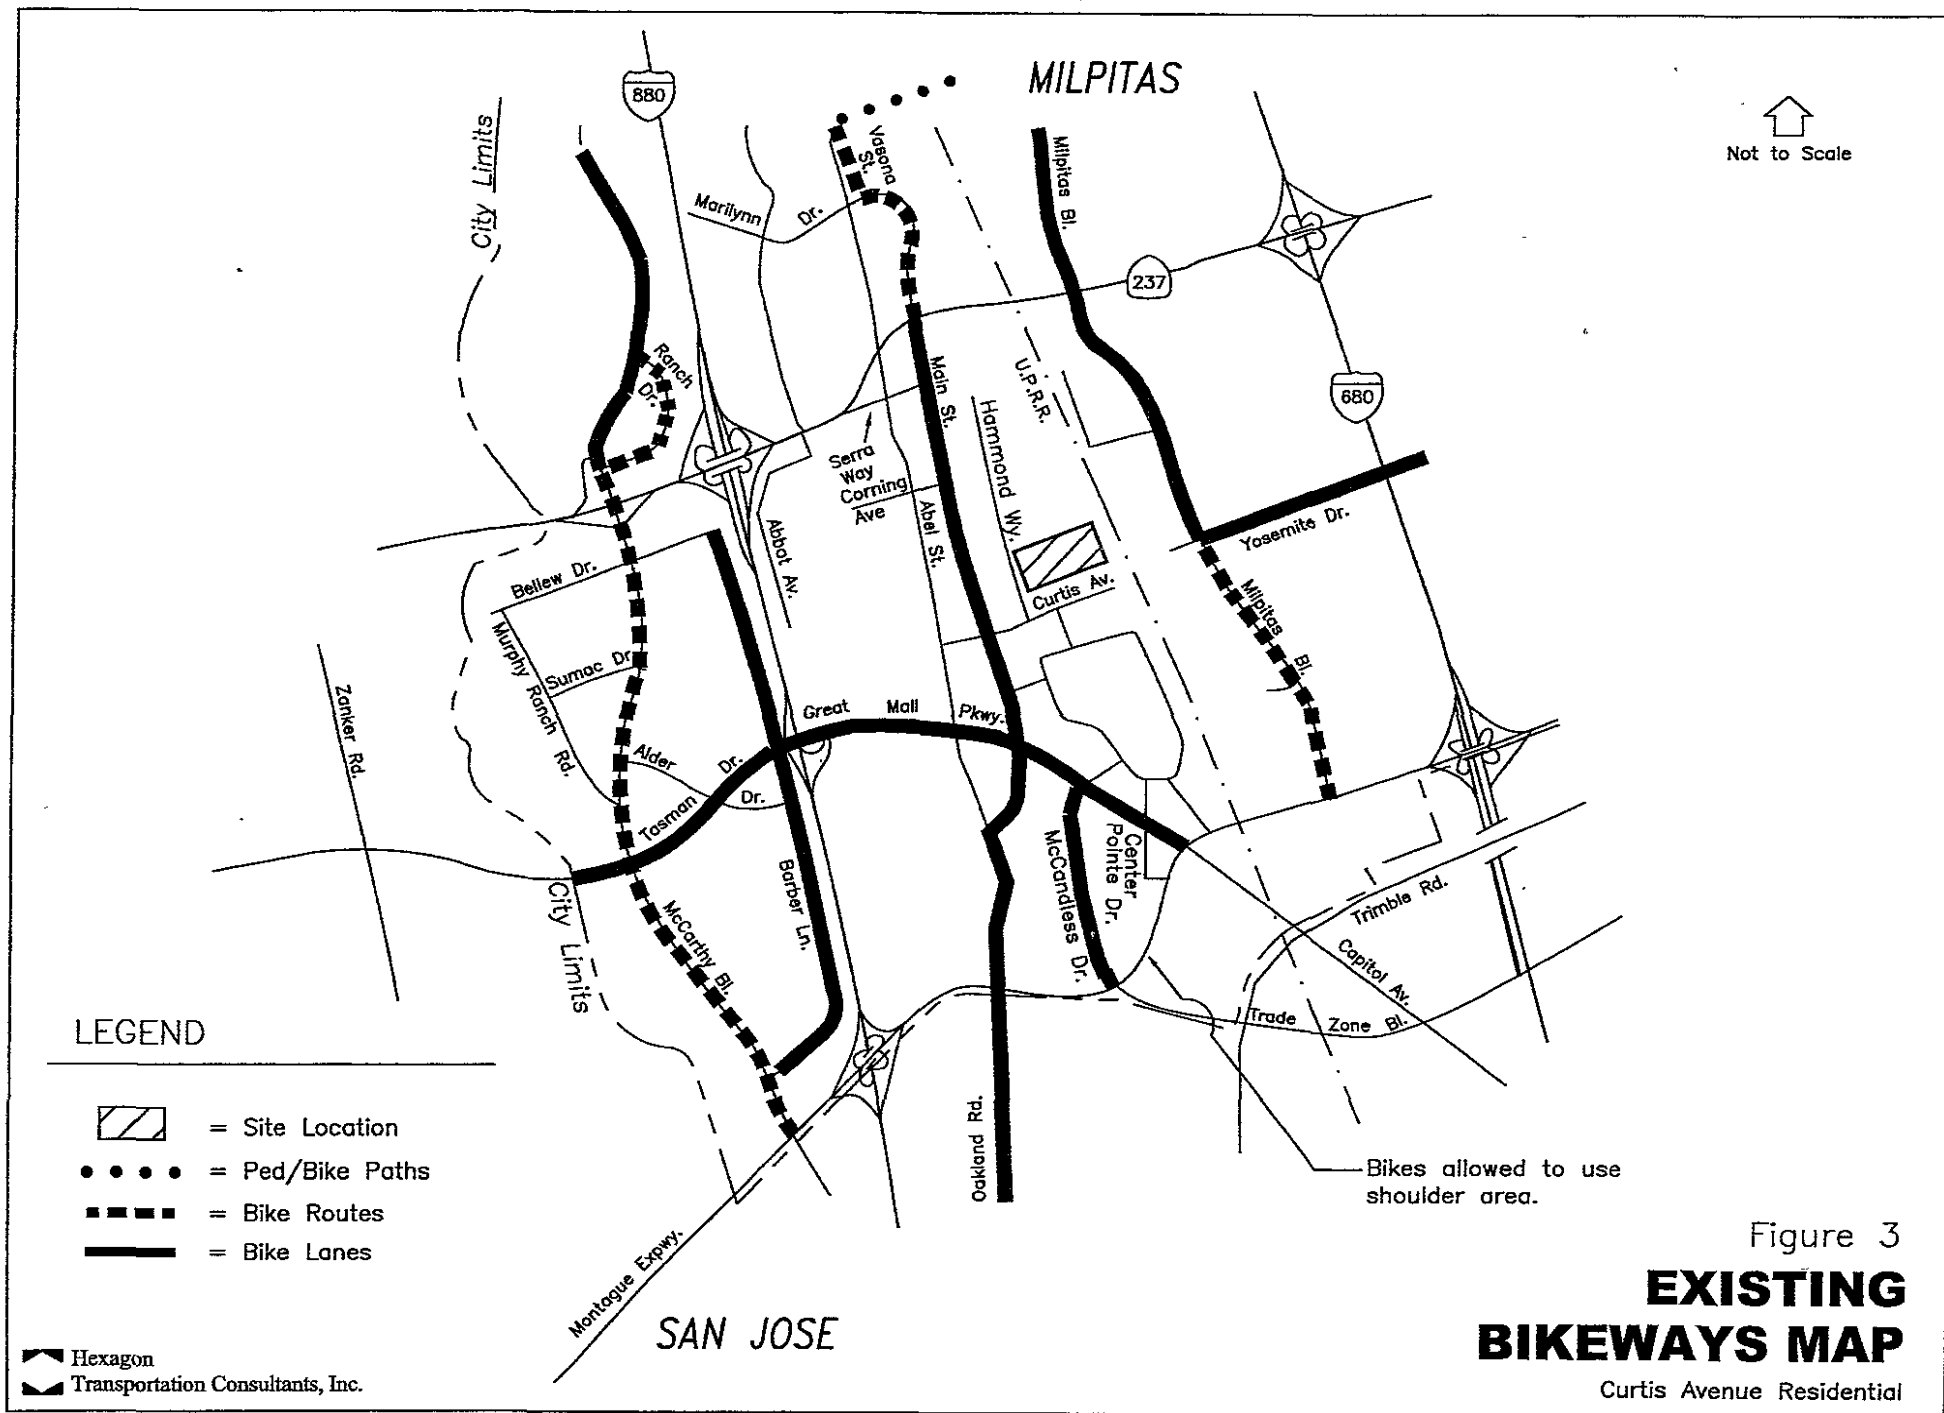 MILPITAS
Not to Scale
880
City Limits
Vasona
St.
Milpitas Bl.
Marilynn Dr.
237
Ranch
Dr.
Main St.
U.P.R.R.
680
Hammond Wy.
Serra
Way
Corning
Ave
Abel St.
Abbot Av.
Yosemite Dr.
Bellew Dr.
Curtis Av.
Milpitas Bl.
Murphy Ranch Rd.
Sumac Dr.
Zanker Rd.
Great Mall Pkwy.
Alder Dr.
Tasman Dr.
Center
Pointe Dr.
McCandless Dr.
Barber Ln.
City Limits
McCarthy Bl.
Trimble Rd.
Capitol Av.
Trade Zone Bl.
Oakland Rd.
Montague Expwy.
Bikes allowed to use
shoulder area.
LEGEND
= Site Location
= Ped/Bike Paths
= Bike Routes
= Bike Lanes
SAN JOSE
Figure 3
EXISTING
BIKEWAYS MAP
Curtis Avenue Residential
Hexagon
Transportation Consultants, Inc.